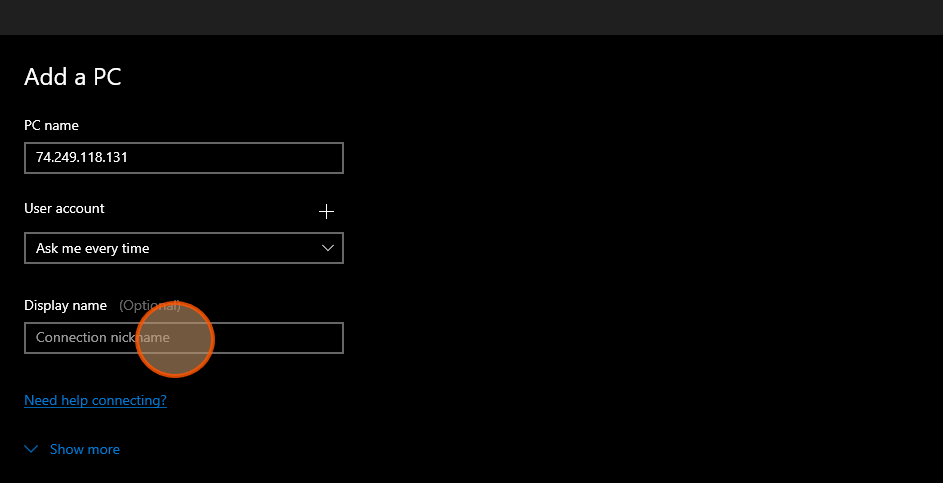 Add a PC
PC name
74.249.118.131
User account
Ask me every time
Display name (Optional)
Connection nickname
Need help connecting?
Show more